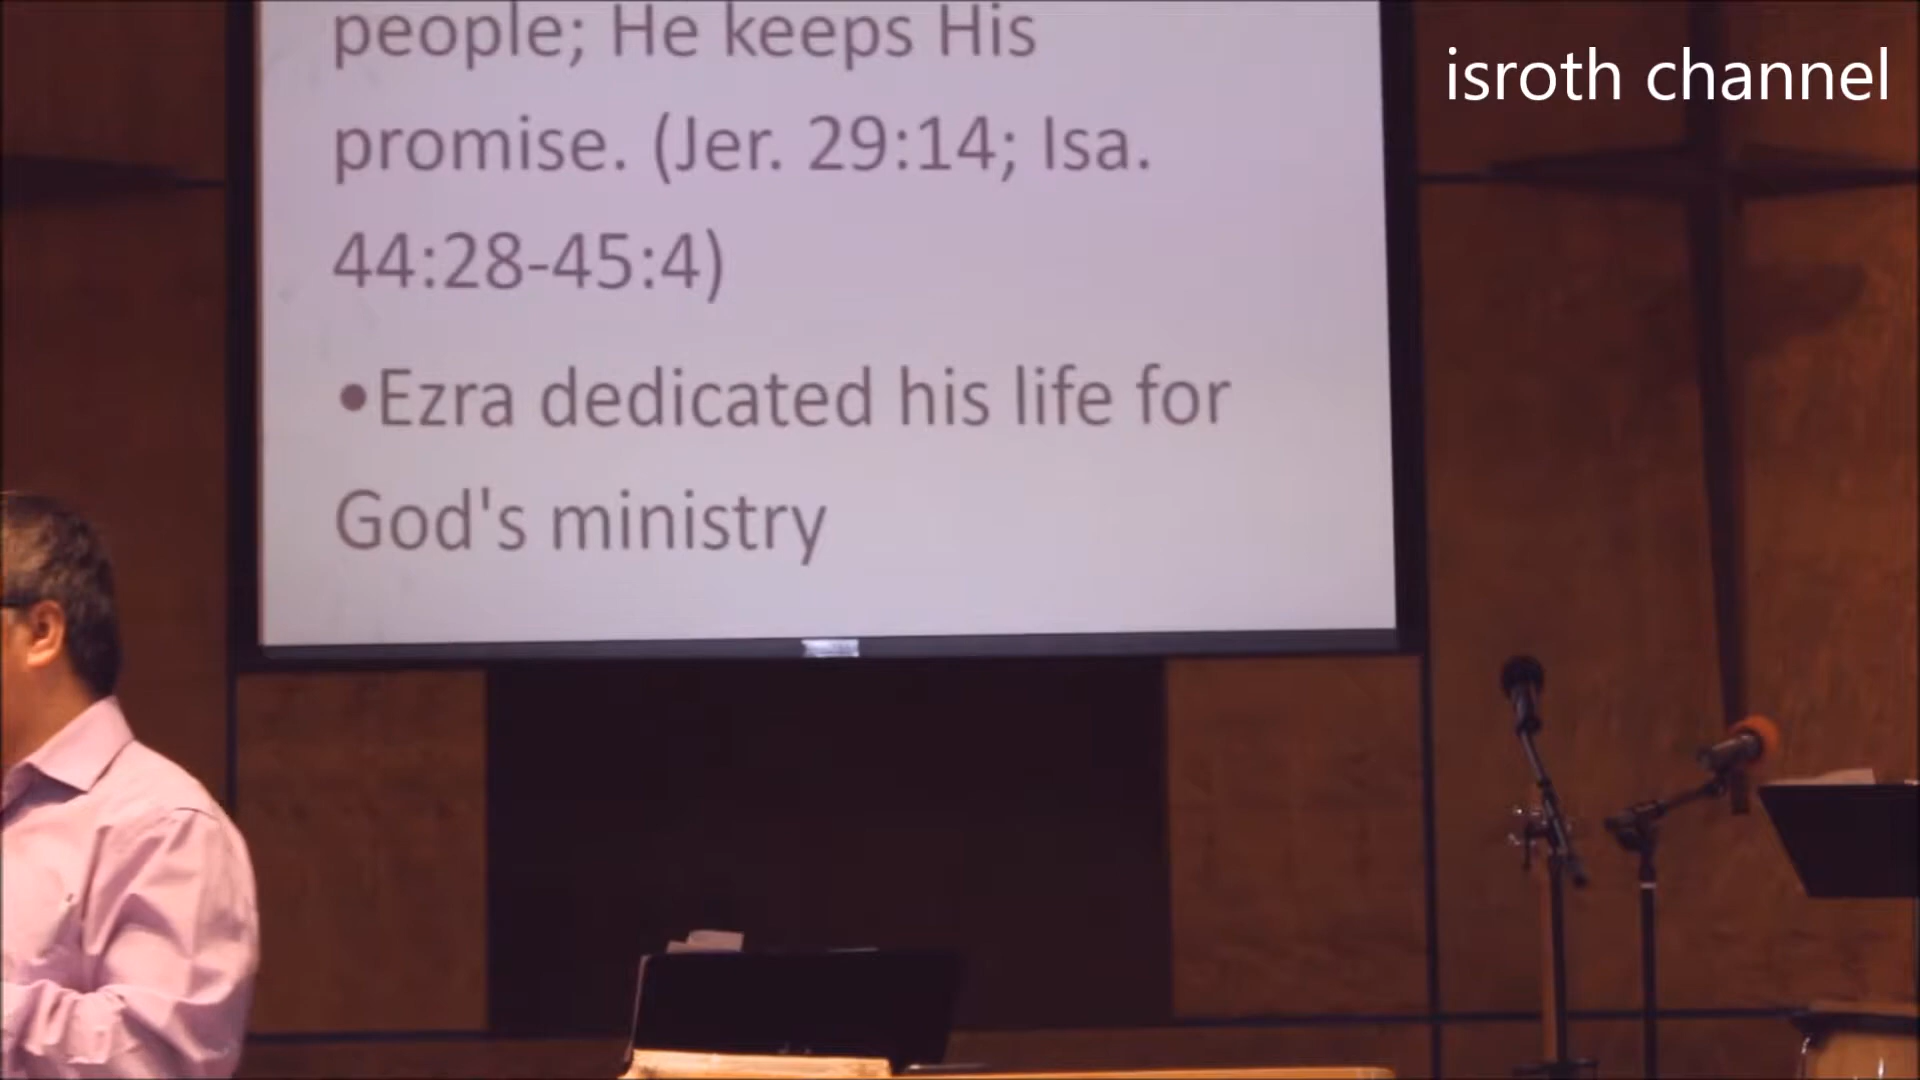 people; He keeps His
promise. (Jer. 29:14; Isa.
44:28-45:4)
•Ezra dedicated his life for
God's ministry
isroth channel